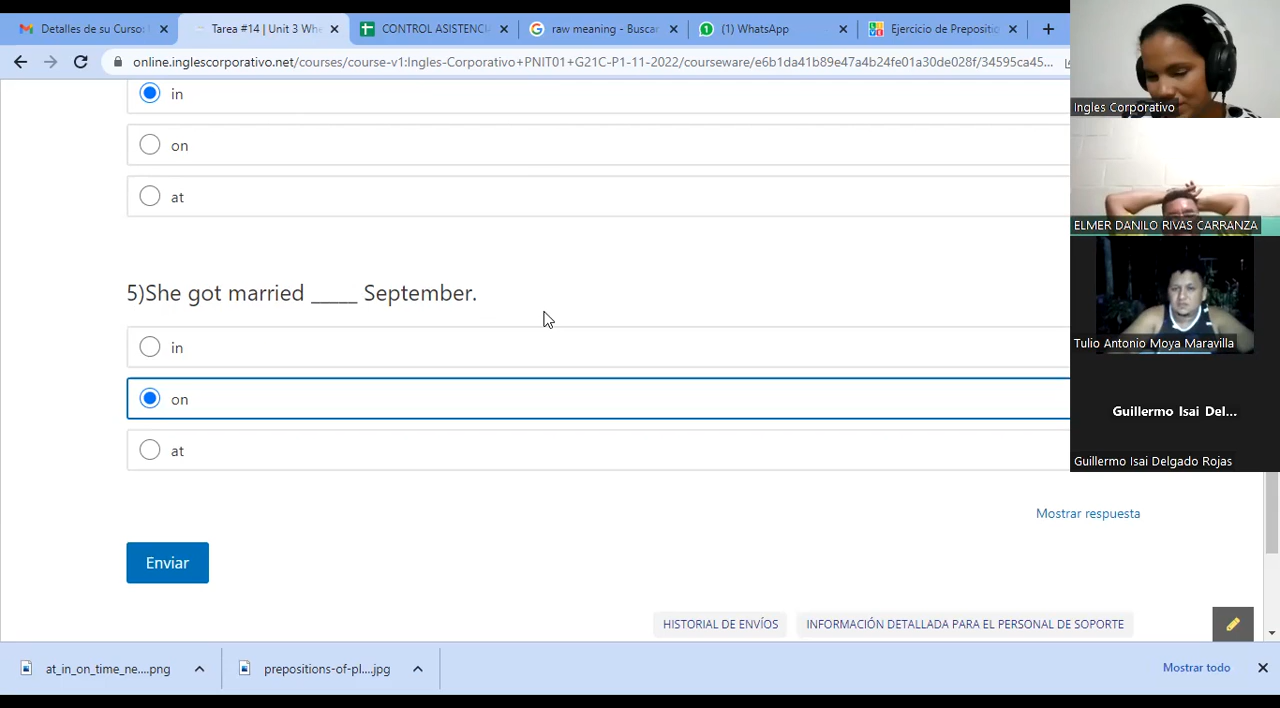 Detalles de su Curso
Tarea #14 | Unit 3 Whe
CONTROL ASISTENCI
raw meaning - Buscar
(1) WhatsApp
Ejercicio de Prepositio
online.inglescorporativo.net/courses/course-v1:Ingles-Corporativo+PNIT01+G21C-P1-11-2022/courseware/e6b1da41b89e47a4b24fe01a30de028f/34595ca45...
Ingles Corporativo
in
on
at
ELMER DANILO RIVAS CARRANZA
5)She got married _____ September.
Tulio Antonio Moya Maravilla
in
on
Guillermo Isai Del...
at
Guillermo Isai Delgado Rojas
Mostrar respuesta
Enviar
HISTORIAL DE ENVÍOS
INFORMACIÓN DETALLADA PARA EL PERSONAL DE SOPORTE
at_in_on_time_ne....png
prepositions-of-pl....jpg
Mostrar todo